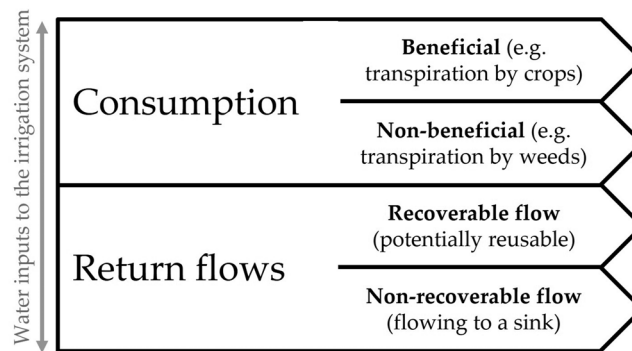 Water inputs to the irrigation system
Consumption
Beneficial (e.g.
transpiration by crops)
Non-beneficial (e.g.
transpiration by weeds)
Return flows
Recoverable flow
(potentially reusable)
Non-recoverable flow
(flowing to a sink)